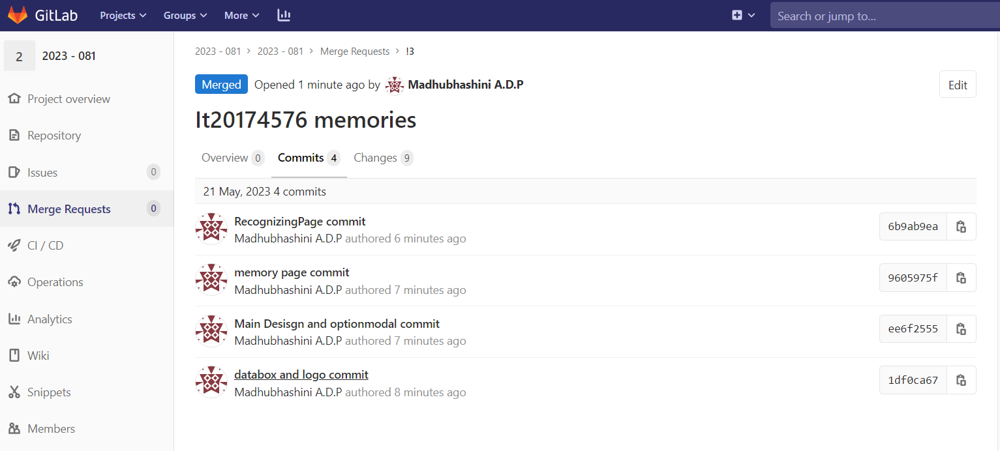 GitLab Projects Groups More Search or jump to...
2 2023 - 081
Project overview
Repository
Issues 0
Merge Requests 0
CI / CD
Operations
Analytics
Wiki
Snippets
Members
2023 - 081 > 2023 - 081 > Merge Requests > !3
Merged Opened 1 minute ago by Madhubhashini A.D.P Edit
It20174576 memories
Overview 0 Commits 4 Changes 9
21 May, 2023 4 commits
RecognizingPage commit
Madhubhashini A.D.P authored 6 minutes ago 6b9ab9ea
memory page commit
Madhubhashini A.D.P authored 7 minutes ago 9605975f
Main Desisgn and optionmodal commit
Madhubhashini A.D.P authored 7 minutes ago ee6f2555
databox and logo commit
Madhubhashini A.D.P authored 8 minutes ago 1df0ca67